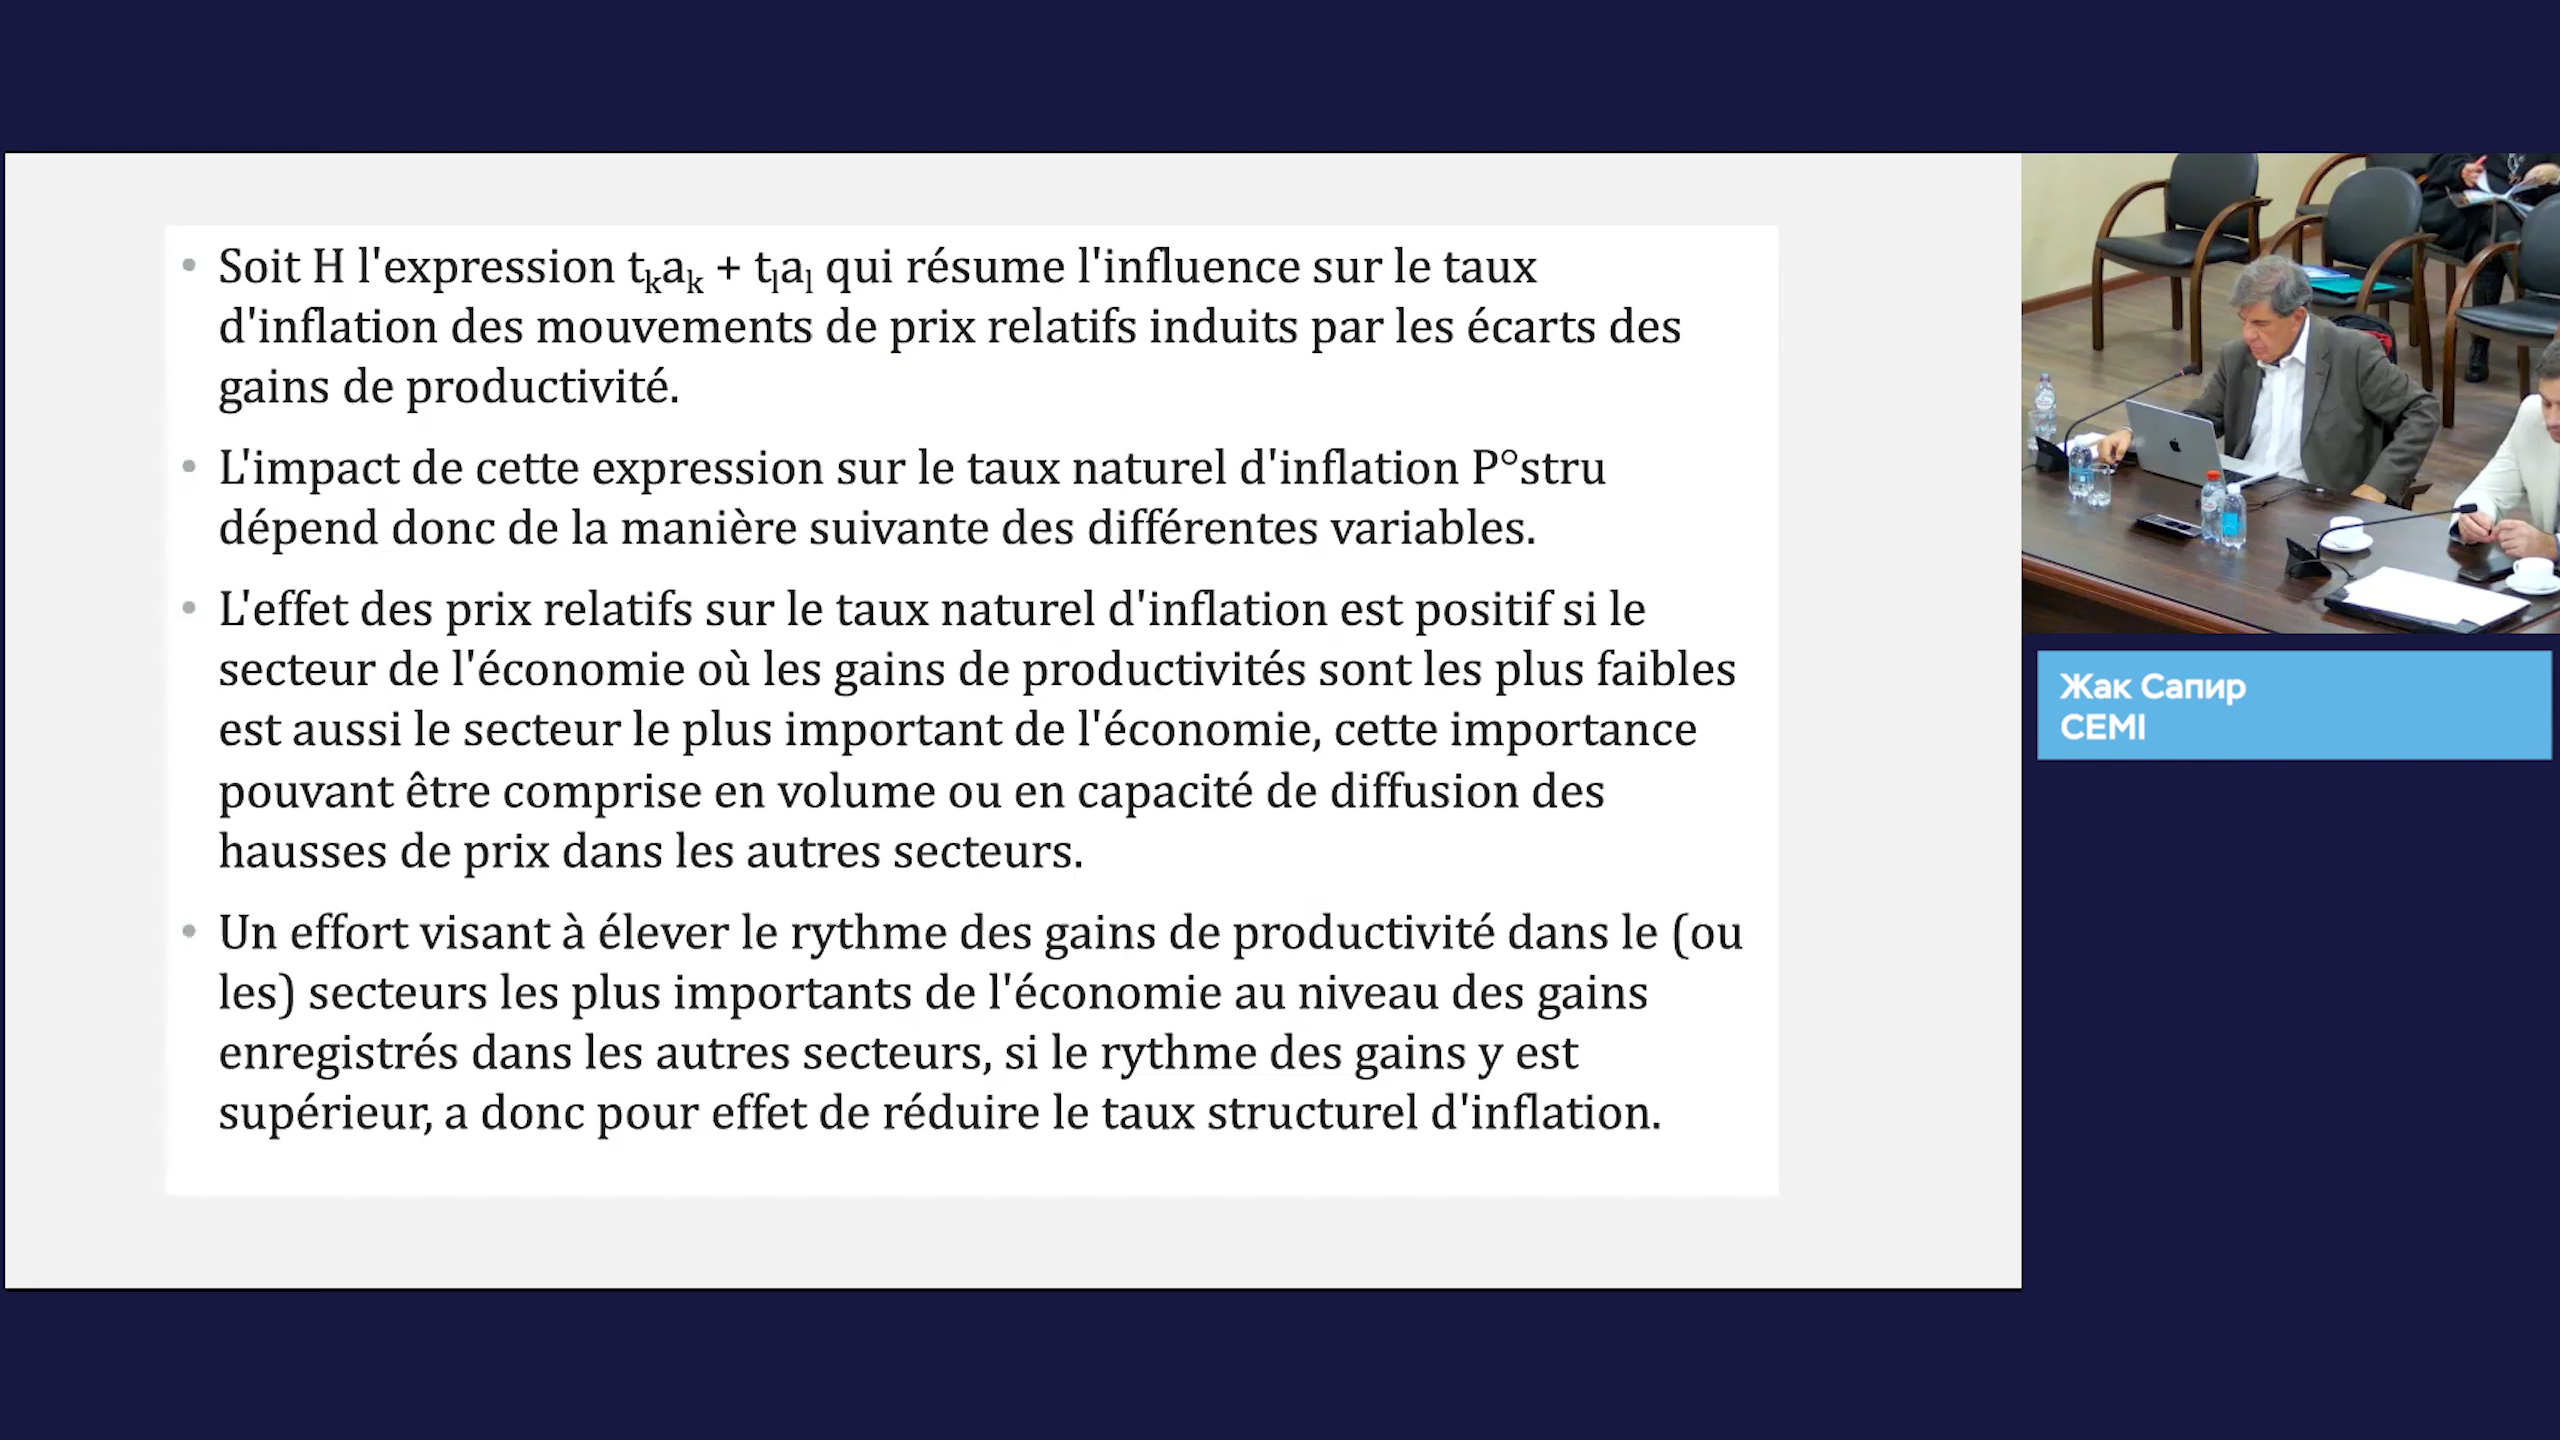 Soit H l'expression tₖaₖ + tₗaₗ qui résume l'influence sur le taux
d'inflation des mouvements de prix relatifs induits par les écarts des
gains de productivité.
L'impact de cette expression sur le taux naturel d'inflation P°stru
dépend donc de la manière suivante des différentes variables.
L'effet des prix relatifs sur le taux naturel d'inflation est positif si le
secteur de l'économie où les gains de productivités sont les plus faibles
est aussi le secteur le plus important de l'économie, cette importance
pouvant être comprise en volume ou en capacité de diffusion des
hausses de prix dans les autres secteurs.
Un effort visant à élever le rythme des gains de productivité dans le (ou
les) secteurs les plus importants de l'économie au niveau des gains
enregistrés dans les autres secteurs, si le rythme des gains y est
supérieur, a donc pour effet de réduire le taux structurel d'inflation.
Жак Сапир
CEMI